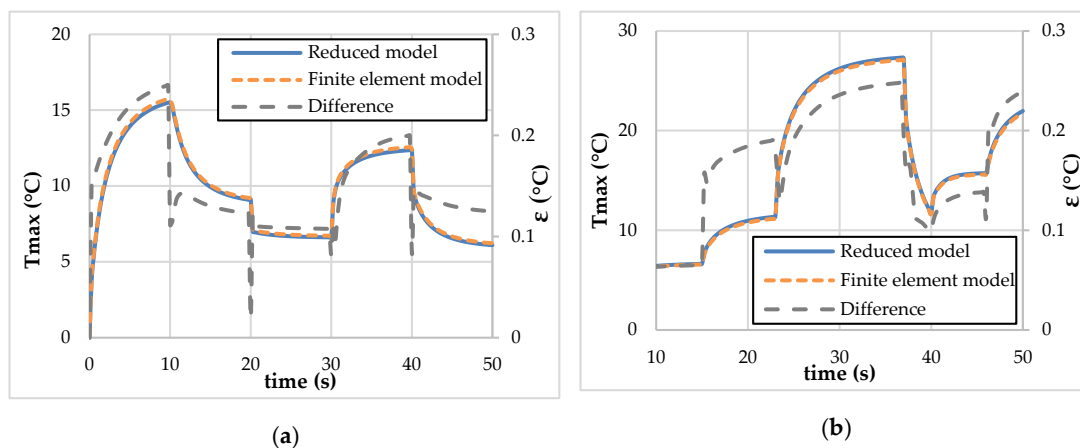 20
15
10
5
0
Tmax (°C)
Reduced model
Finite element model
Difference
0.3
0.2
0.1
0
ε (°C)
0 10 20 30 40 50
time (s)
(a)
30
20
10
0
Tmax (°C)
Reduced model
Finite element model
Difference
0.3
0.2
0.1
0
ε (°C)
10 20 30 40 50
time (s)
(b)